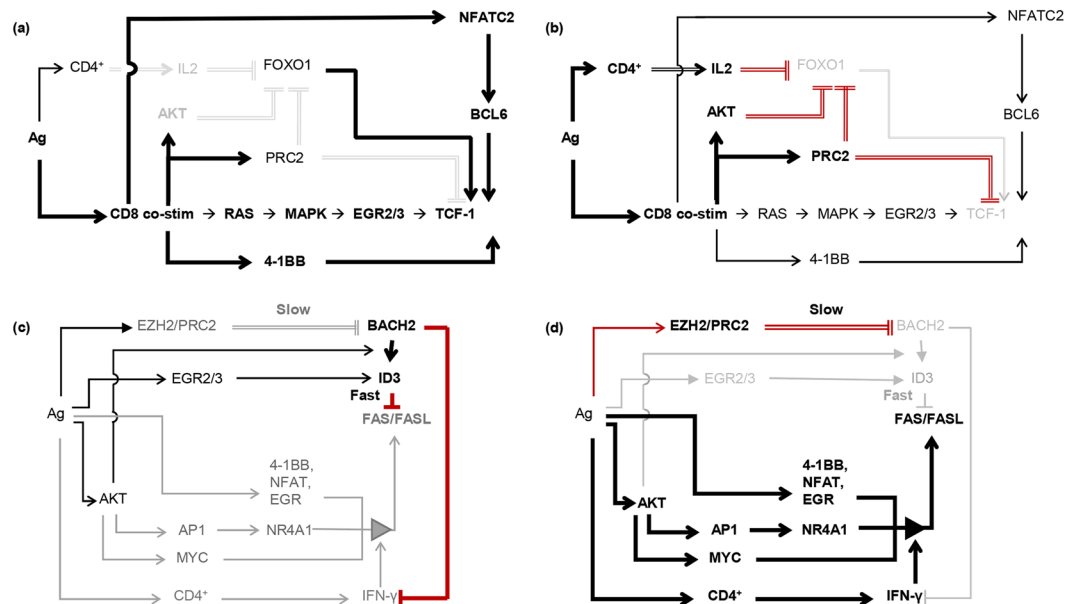 (a)
NFATC2
CD4⁺
IL2
FOXO1
AKT
BCL6
Ag
PRC2
CD8 co-stim → RAS → MAPK → EGR2/3 → TCF-1
4-1BB
(b)
NFATC2
CD4⁺
IL2
FOXO1
AKT
BCL6
Ag
PRC2
CD8 co-stim → RAS → MAPK → EGR2/3 → TCF-1
4-1BB
(c)
Slow
EZH2/PRC2
BACH2
EGR2/3
ID3
Fast
Ag
FAS/FASL
4-1BB,
NFAT,
EGR
AKT
AP1
NR4A1
MYC
CD4⁺
IFN-γ
(d)
Slow
EZH2/PRC2
BACH2
EGR2/3
ID3
Fast
Ag
FAS/FASL
4-1BB,
NFAT,
EGR
AKT
AP1
NR4A1
MYC
CD4⁺
IFN-γ